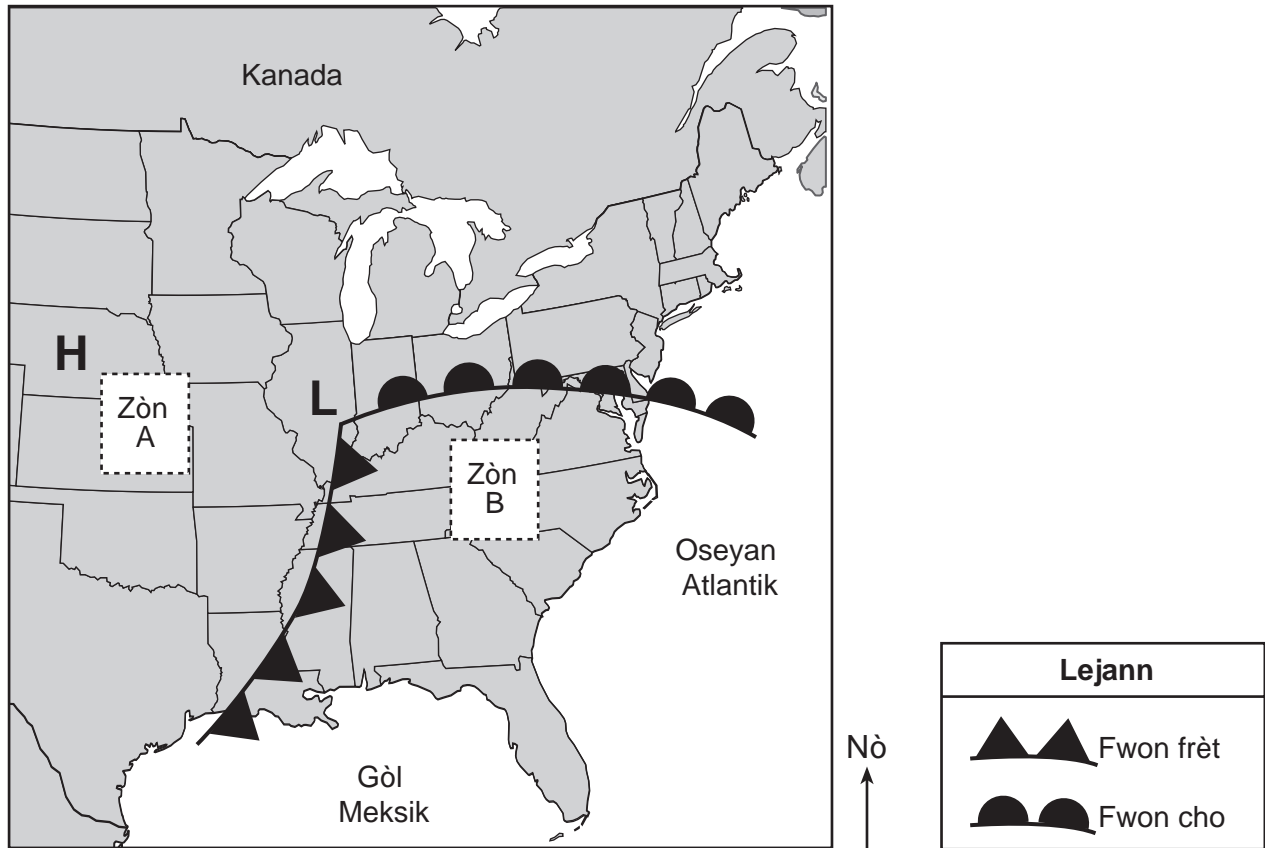 Kanada
H
Zòn
A
L
Zòn
B
Oseyan
Atlantik
Gòl
Meksik
Nò
Lejann
Fwon frèt
Fwon cho